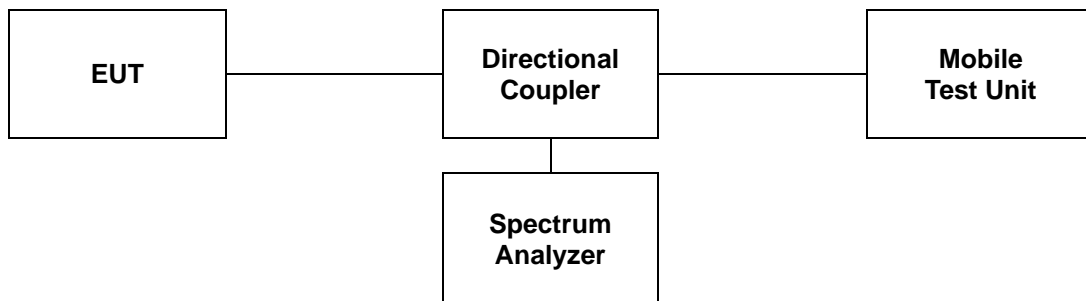 EUT
Directional
Coupler
Mobile
Test Unit
Spectrum
Analyzer